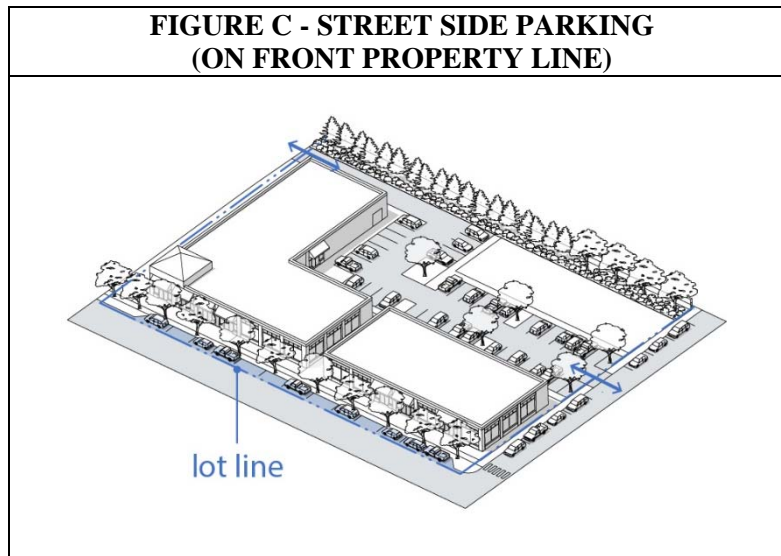 FIGURE C - STREET SIDE PARKING
(ON FRONT PROPERTY LINE)
lot line